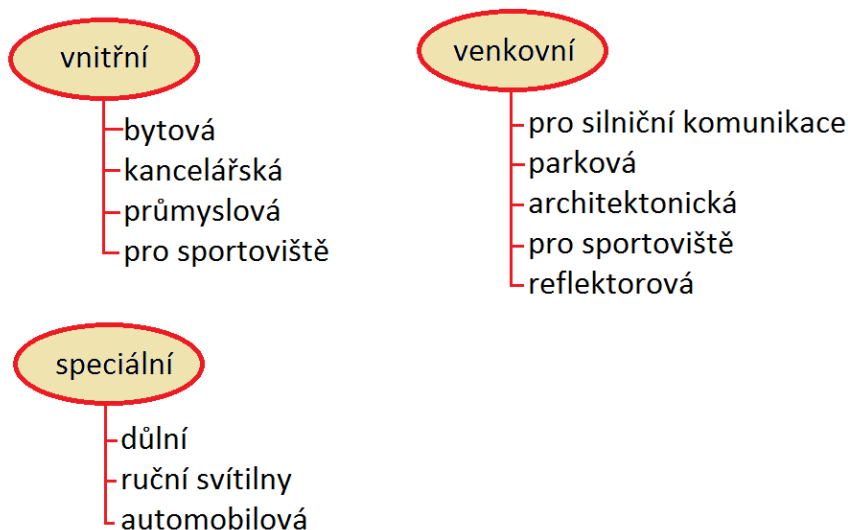 vnitřní
bytová
kancelářská
průmyslová
pro sportoviště
venkovní
pro silniční komunikace
parková
architektonická
pro sportoviště
reflektorová
speciální
důlní
ruční svítilny
automobilová